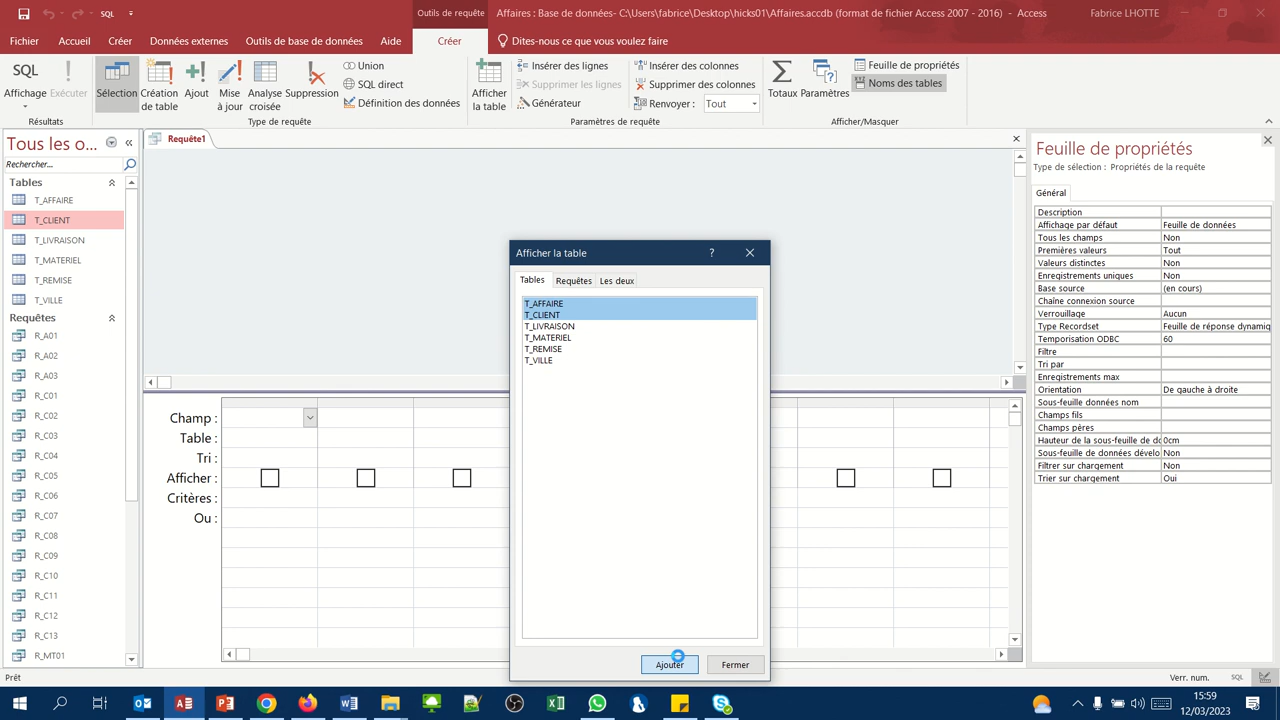 SQL
Outils de requête
Affaires : Base de données- C:\Users\fabrice\Desktop\hicks01\Affaires.accdb (format de fichier Access 2007 - 2016) - Access
Fabrice LHOTTE
Fichier
Accueil
Créer
Données externes
Outils de base de données
Aide
Créer
Dites-nous ce que vous voulez faire
SQL
Affichage
Exécuter
Résultats
Sélection
Création de table
Ajout
Mise à jour
Analyse croisée
Suppression
Union
SQL direct
Définition des données
Type de requête
Afficher la table
Insérer des lignes
Supprimer les lignes
Générateur
Insérer des colonnes
Supprimer des colonnes
Renvoyer : Tout
Paramètres de requête
Totaux
Paramètres
Feuille de propriétés
Noms des tables
Afficher/Masquer
Tous les o...
Rechercher...
Tables
T_AFFAIRE
T_CLIENT
T_LIVRAISON
T_MATERIEL
T_REMISE
T_VILLE
Requêtes
R_A01
R_A02
R_A03
R_C01
R_C02
R_C03
R_C04
R_C05
R_C06
R_C07
R_C08
R_C09
R_C10
R_C11
R_C12
R_C13
R_MT01
Requête1
Champ :
Table :
Tri :
Afficher :
Critères :
Ou :
Afficher la table
?
Tables
Requêtes
Les deux
T_AFFAIRE
T_CLIENT
T_LIVRAISON
T_MATERIEL
T_REMISE
T_VILLE
Ajouter
Fermer
Feuille de propriétés
Type de sélection : Propriétés de la requête
Général
Description
Affichage par défaut Feuille de données
Tous les champs Non
Premières valeurs Tout
Valeurs distinctes Non
Enregistrements uniques Non
Base source (en cours)
Chaîne connexion source
Verrouillage Aucun
Type Recordset Feuille de réponse dynamiq
Temporisation ODBC 60
Filtre
Tri par
Enregistrements max
Orientation De gauche à droite
Sous-feuille données nom
Champs fils
Champs pères
Hauteur de la sous-feuille de do 0cm
Sous-feuille de données dévelo Non
Filtrer sur chargement Non
Trier sur chargement Oui
Prêt
Verr. num.
SQL
15:59
12/03/2023